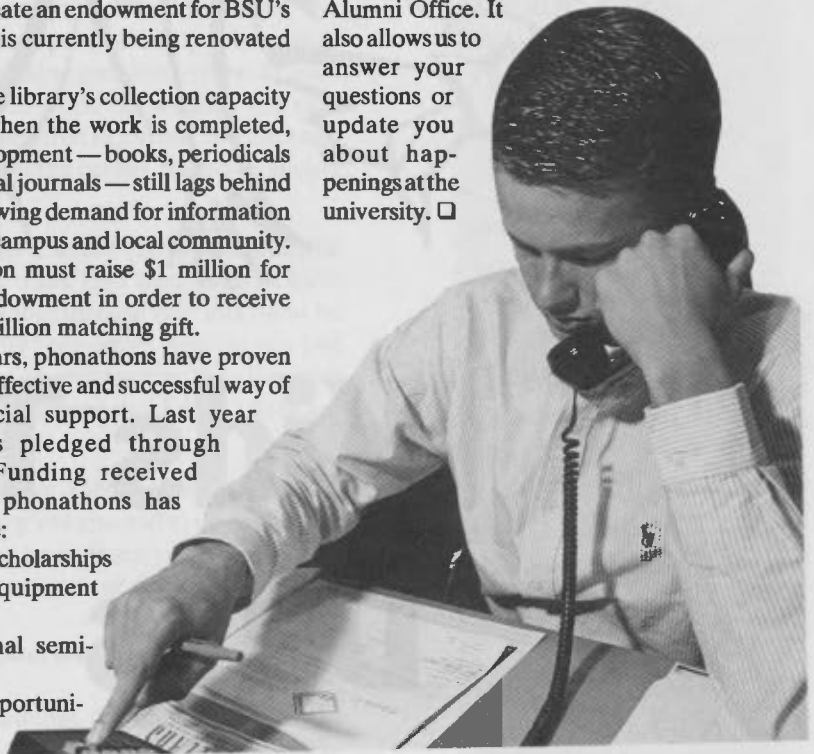 ate an endowment for BSU's
is currently being renovated
e library's collection capacity
hen the work is completed,
opment — books, periodicals
al journals — still lags behind
wing demand for information
ampus and local community.
on must raise $1 million for
dowment in order to receive
illion matching gift.
ars, phonathons have proven
ffective and successful way of
cial support. Last year
s pledged through
Funding received
phonathons has
e:
cholarships
quipment
nal semi-
portuni-
Alumni Office. It
also allows us to
answer your
questions or
update you
about hap-
penings at the
university. ❑